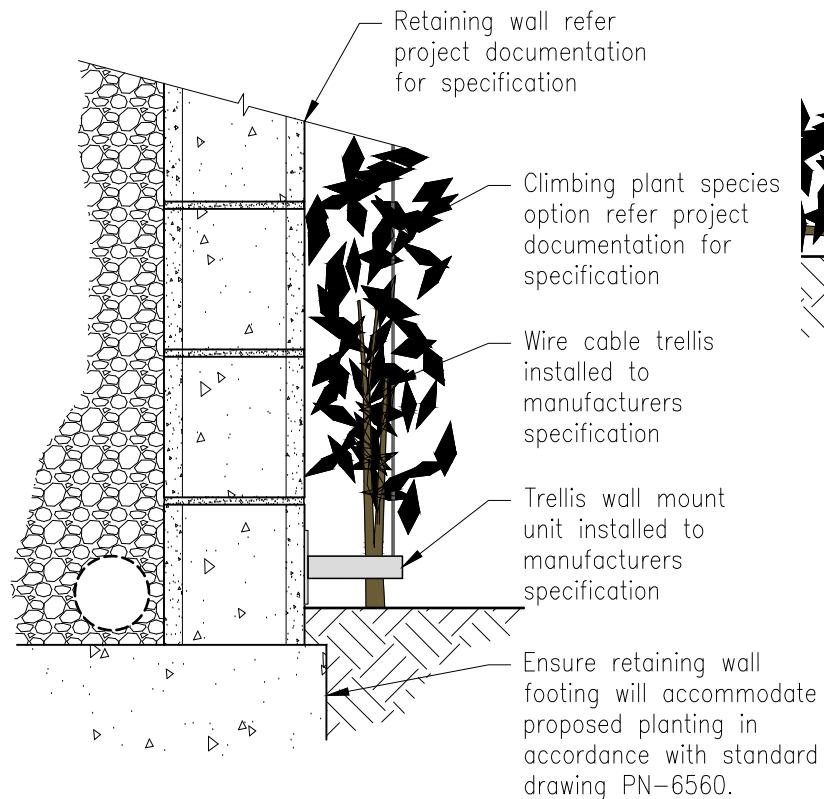 Retaining wall refer
project documentation
for specification
Climbing plant species
option refer project
documentation for
specification
Wire cable trellis
installed to
manufacturers
specification
Trellis wall mount
unit installed to
manufacturers
specification
Ensure retaining wall
footing will accommodate
proposed planting in
accordance with standard
drawing PN-6560.